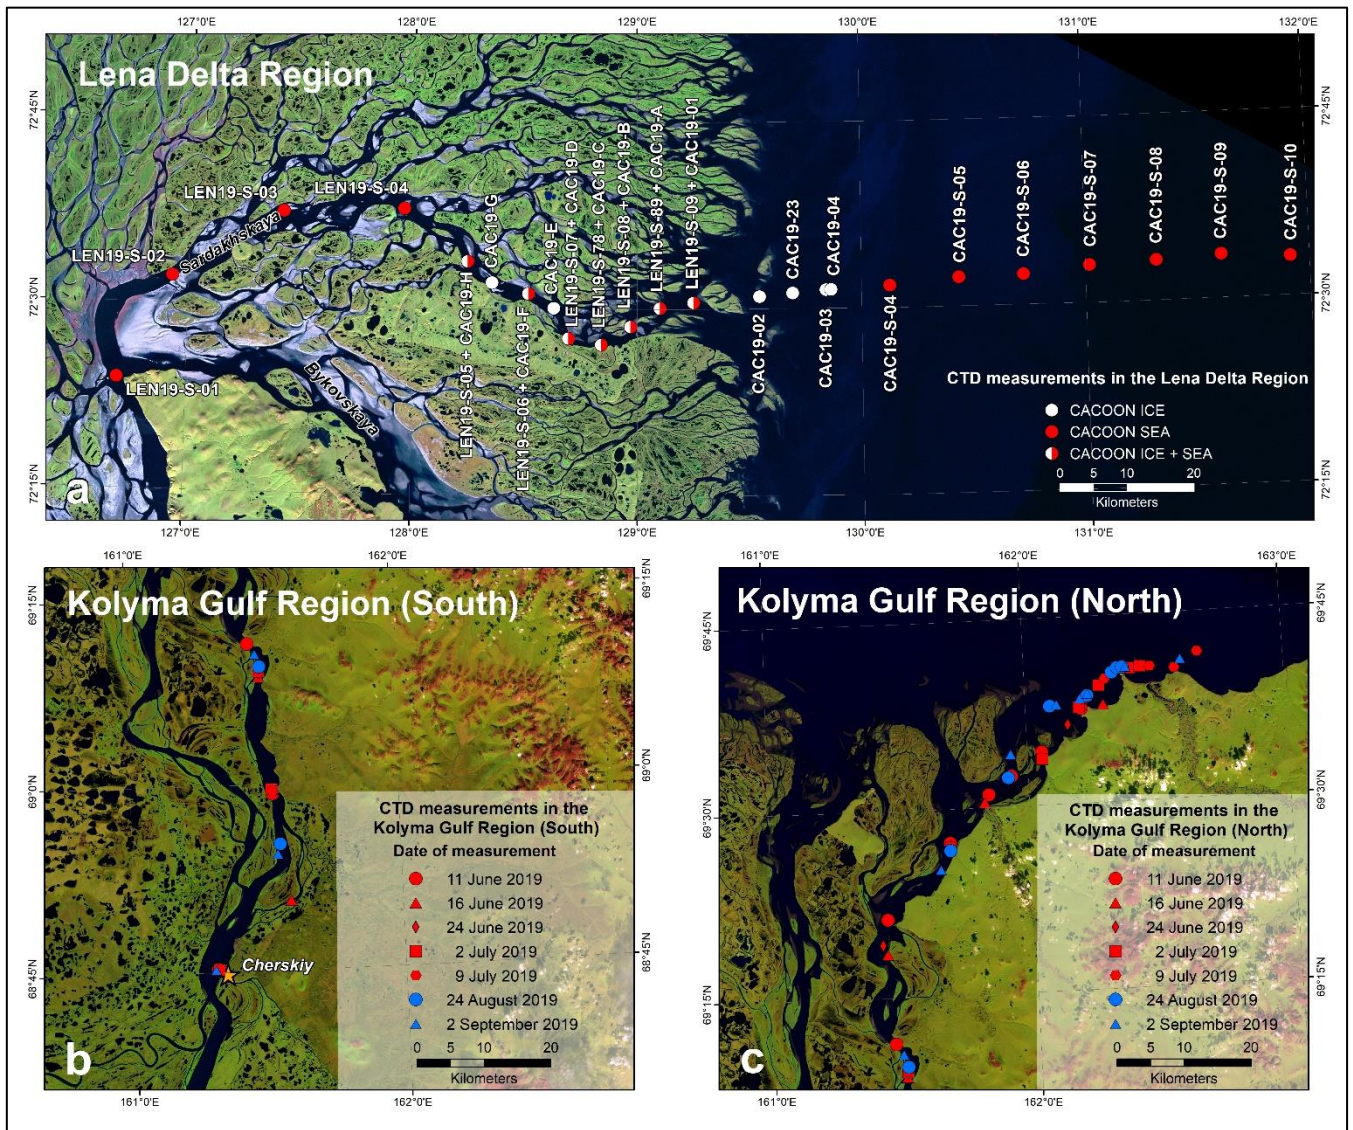 127°0'E
128°0'E
129°0'E
130°0'E
131°0'E
132°0'E
Lena Delta Region
72°45'N
72°45'N
LEN19-S-03
LEN19-S-04
Sardakhskaya
LEN19-S-02
LEN19-S-01
Bykovskaya
LEN19-S-05 + CAC19-H
CAC19-G
LEN19-S-06 + CAC19-F
CAC19-E
LEN19-S-07 + CAC19-D
LEN19-S-78 + CAC19-C
LEN19-S-08 + CAC19-B
LEN19-S-89 + CAC19-A
LEN19-S-09 + CAC19-01
CAC19-02
CAC19-23
CAC19-03
CAC19-04
CAC19-S-04
CAC19-S-05
CAC19-S-06
CAC19-S-07
CAC19-S-08
CAC19-S-09
CAC19-S-10
72°30'N
72°30'N
CTD measurements in the Lena Delta Region
CACOON ICE
CACOON SEA
CACOON ICE + SEA
0 5 10 20
Kilometers
72°15'N
72°15'N
a
127°0'E
128°0'E
129°0'E
130°0'E
131°0'E
161°0'E
162°0'E
Kolyma Gulf Region (South)
69°15'N
69°15'N
69°0'N
69°0'N
CTD measurements in the
Kolyma Gulf Region (South)
Date of measurement
11 June 2019
16 June 2019
24 June 2019
2 July 2019
9 July 2019
24 August 2019
2 September 2019
0 5 10 20
Kilometers
Cherskiy
68°45'N
68°45'N
b
161°0'E
162°0'E
161°0'E
162°0'E
163°0'E
Kolyma Gulf Region (North)
69°45'N
69°45'N
69°30'N
69°30'N
CTD measurements in the
Kolyma Gulf Region (North)
Date of measurement
11 June 2019
16 June 2019
24 June 2019
2 July 2019
9 July 2019
24 August 2019
2 September 2019
0 5 10 20
Kilometers
69°15'N
69°15'N
c
161°0'E
162°0'E